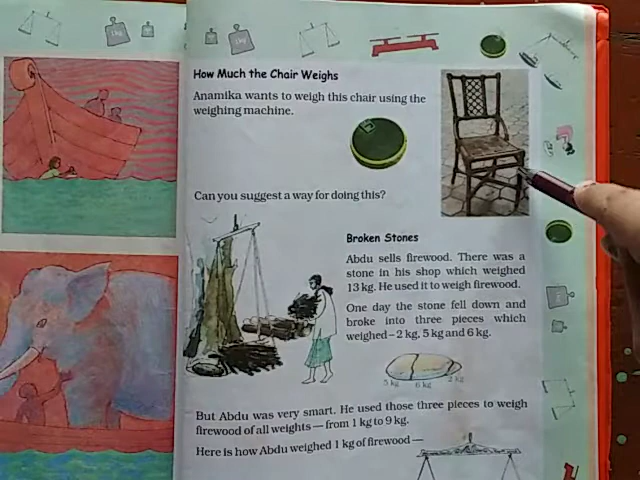 How Much the Chair Weighs
Anamika wants to weigh this chair using the
weighing machine.
Can you suggest a way for doing this?
Broken Stones
Abdu sells firewood. There was a
stone in his shop which weighed
13 kg. He used it to weigh firewood.
One day the stone fell down and
broke into three pieces which
weighed – 2 kg, 5 kg and 6 kg.
5 kg 6 kg 2 kg
But Abdu was very smart. He used those three pieces to weigh
firewood of all weights — from 1 kg to 9 kg.
Here is how Abdu weighed 1 kg of firewood —